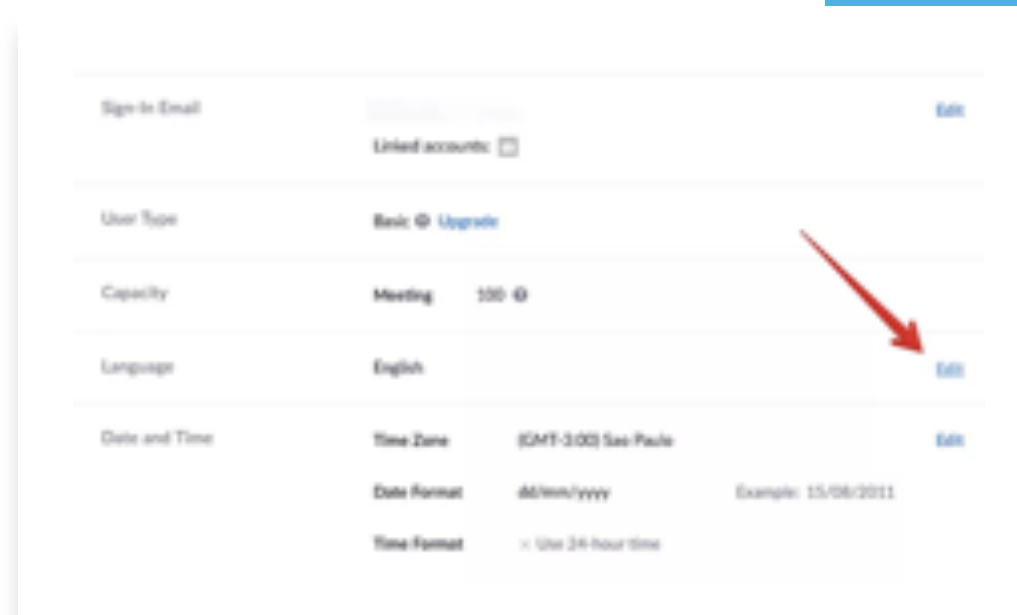 Sign-In Email Edit
Linked accounts:
User Type Basic Upgrade
Capacity Meeting 100
Language English Edit
Date and Time Time Zone (GMT-3:00) Sao Paulo Edit
Date Format dd/mm/yyyy Example: 15/08/2011
Time Format × Use 24-hour time